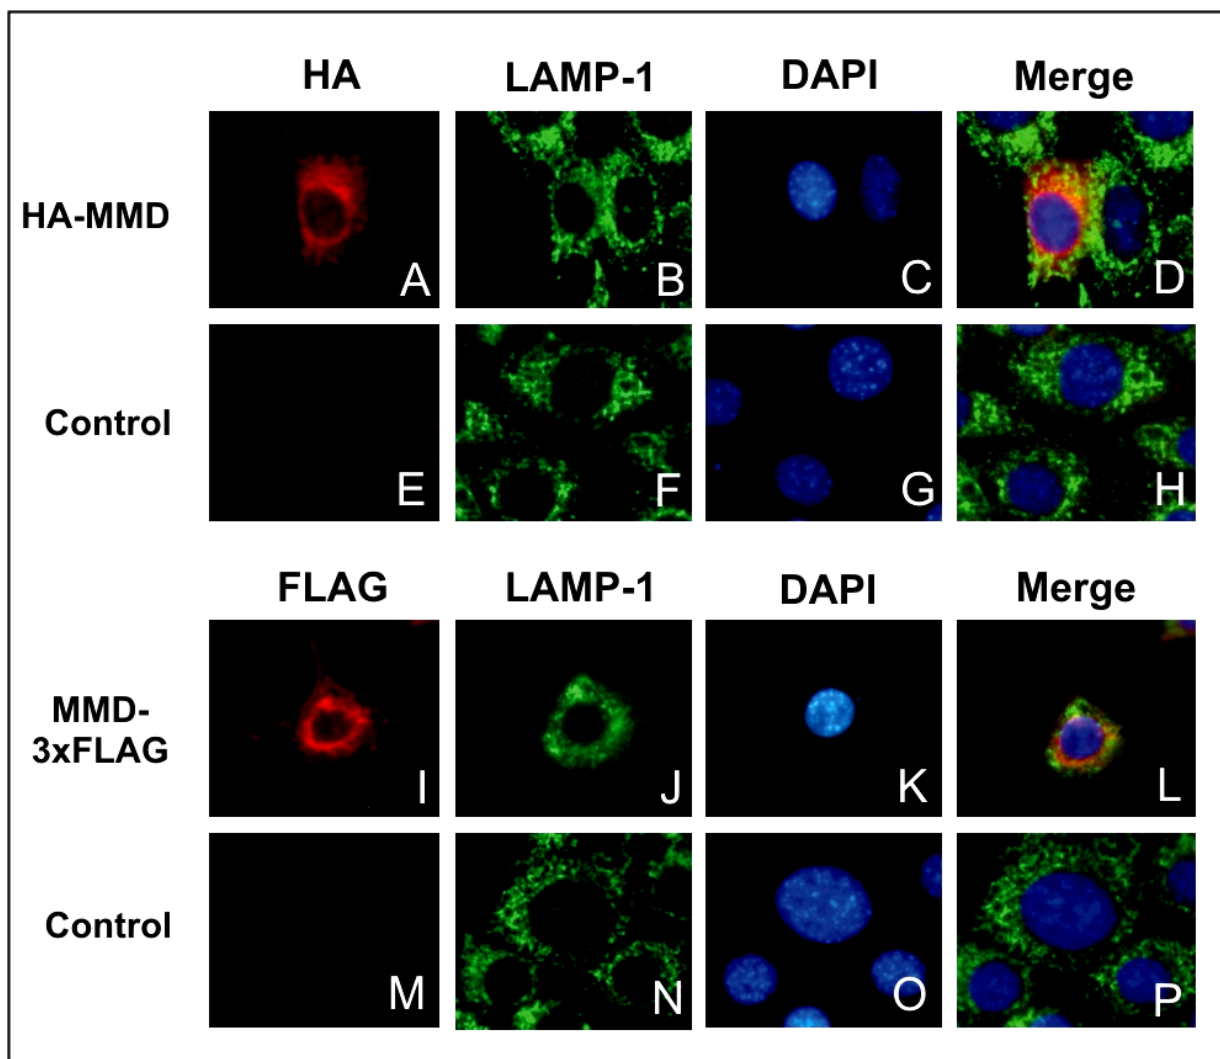 HA LAMP-1 DAPI Merge
HA-MMD
A B C D
Control
E F G H
FLAG LAMP-1 DAPI Merge
MMD-
3xFLAG
I J K L
Control
M N O P